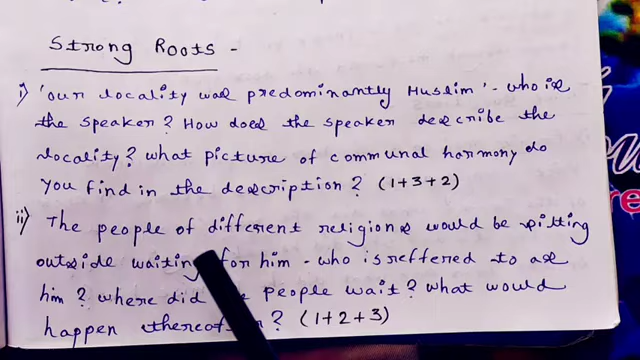 Strong Roots -
i) 'Our locality was predominantly Muslim' - who is
the speaker? How does the speaker describe the
locality? What picture of communal harmony do
you find in the description? (1+3+2)
ii) The people of different religions would be sitting
outside waiting for him - who is reffered to as
him? where did people wait? What would
happen thereafter? (1+2+3)